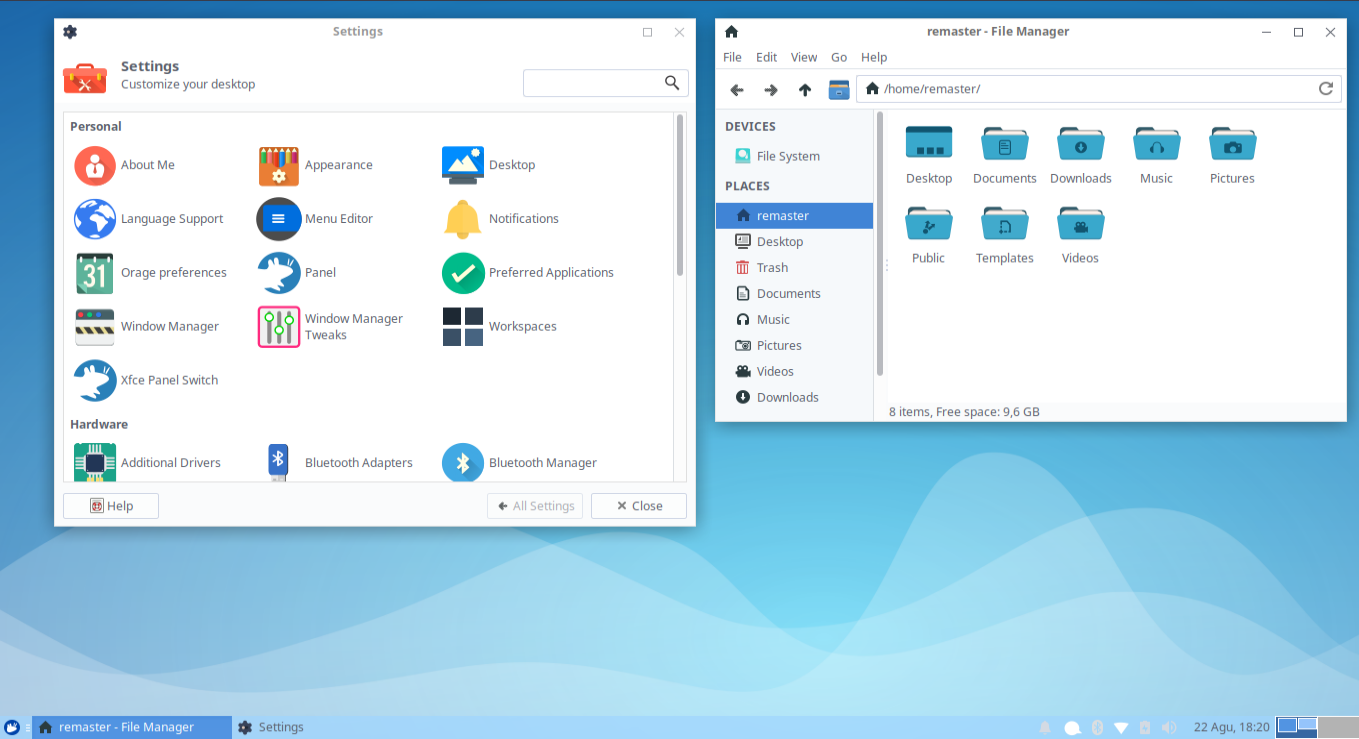 Settings
Settings
Customize your desktop
Personal
About Me
Appearance
Desktop
Language Support
Menu Editor
Notifications
31
Orage preferences
Panel
Preferred Applications
Window Manager
Window Manager
Tweaks
Workspaces
Xfce Panel Switch
Hardware
Additional Drivers
Bluetooth Adapters
Bluetooth Manager
Help
All Settings
Close
remaster - File Manager
File Edit View Go Help
/home/remaster/
DEVICES
File System
PLACES
remaster
Desktop
Trash
Documents
Music
Pictures
Videos
Downloads
Desktop Documents Downloads Music Pictures
Public Templates Videos
8 items, Free space: 9,6 GB
remaster - File Manager
Settings
22 Agu, 18:20